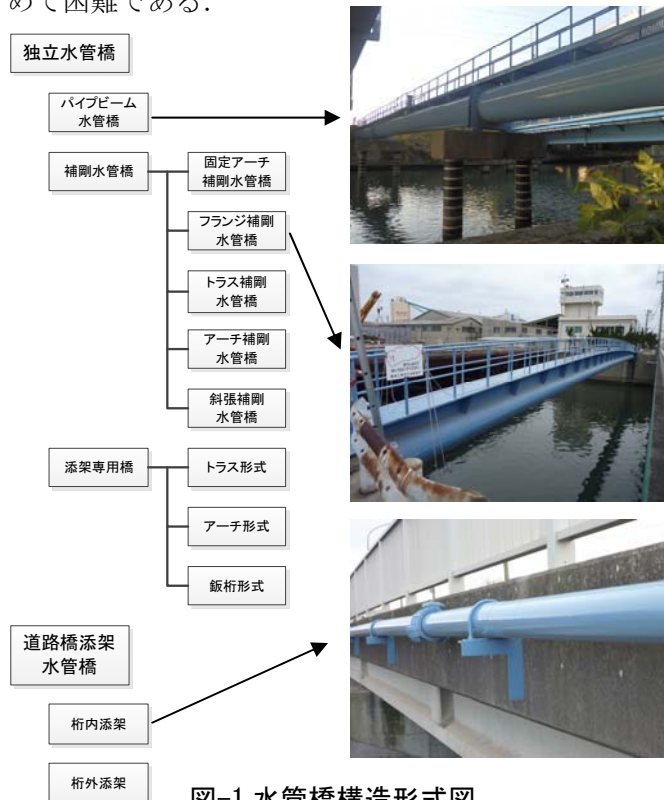 めて困難である．
独立水管橋
パイプビーム
水管橋
補剛水管橋
固定アーチ
補剛水管橋
フランジ補剛
水管橋
トラス補剛
水管橋
アーチ補剛
水管橋
斜張補剛
水管橋
添架専用橋
トラス形式
アーチ形式
鈑桁形式
道路橋添架
水管橋
桁内添架
桁外添架
図-1 水管橋構造形式図